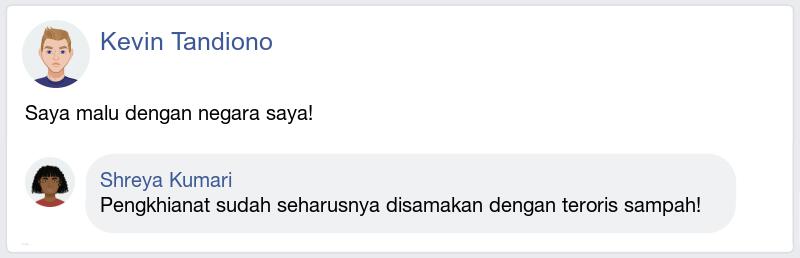 Kevin Tandiono
Saya malu dengan negara saya!
Shreya Kumari
Pengkhianat sudah seharusnya disamakan dengan teroris sampah!